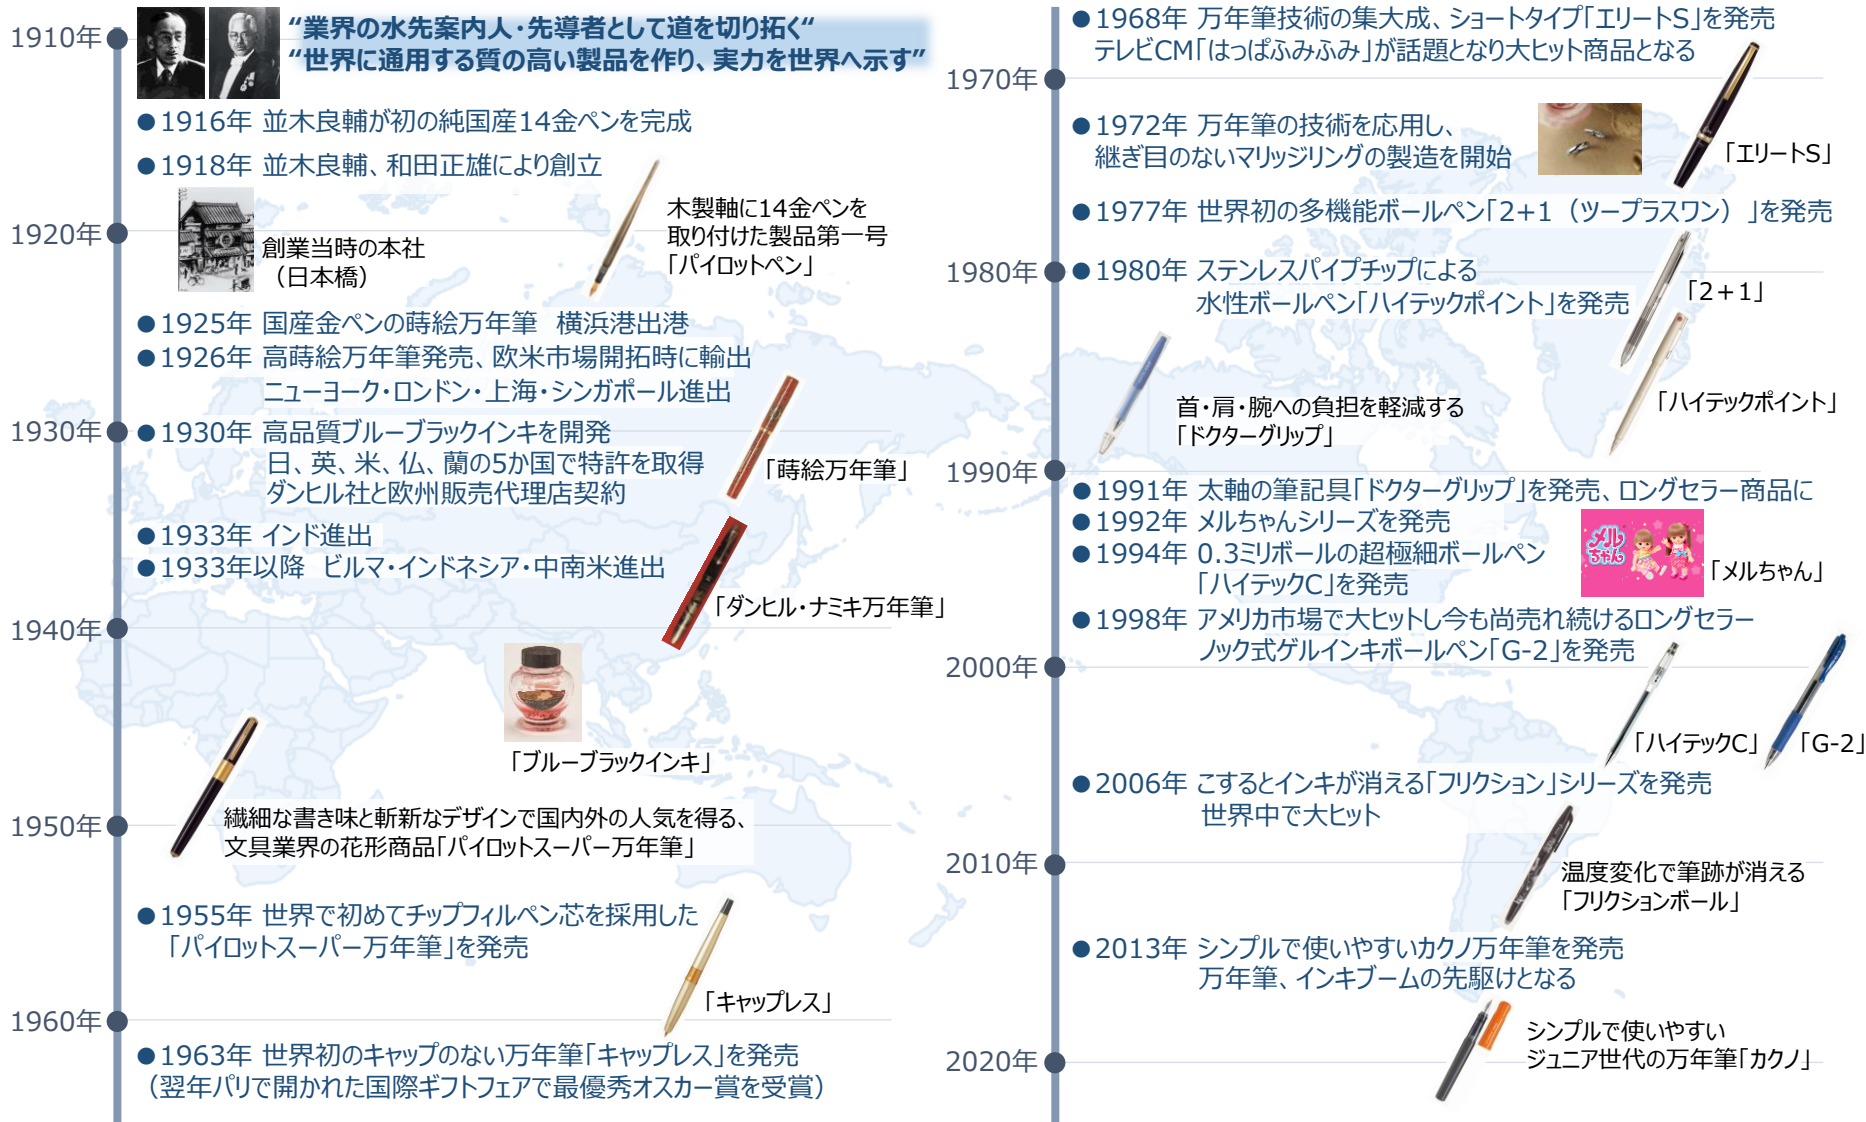 1910年
“業界の水先案内人・先導者として道を切り拓く“
“世界に通用する質の高い製品を作り、実力を世界へ示す”
●1916年 並木良輔が初の純国産14金ペンを完成
●1918年 並木良輔、和田正雄により創立
木製軸に14金ペンを
取り付けた製品第一号
「パイロットペン」
1920年
創業当時の本社
（日本橋）
●1925年 国産金ペンの蒔絵万年筆　横浜港出港
●1926年 高蒔絵万年筆発売、欧米市場開拓時に輸出
ニューヨーク・ロンドン・上海・シンガポール進出
1930年
●1930年 高品質ブルーブラックインキを開発
日、英、米、仏、蘭の5か国で特許を取得
ダンヒル社と欧州販売代理店契約
「蒔絵万年筆」
●1933年 インド進出
●1933年以降 ビルマ・インドネシア・中南米進出
「ダンヒル・ナミキ万年筆」
1940年
「ブルーブラックインキ」
1950年
繊細な書き味と斬新なデザインで国内外の人気を得る、
文具業界の花形商品「パイロットスーパー万年筆」
●1955年 世界で初めてチップフィルペン芯を採用した
「パイロットスーパー万年筆」を発売
「キャップレス」
1960年
●1963年 世界初のキャップのない万年筆「キャップレス」を発売
（翌年パリで開かれた国際ギフトフェアで最優秀オスカー賞を受賞）
●1968年 万年筆技術の集大成、ショートタイプ「エリートS」を発売
テレビCM「はっぱふみふみ」が話題となり大ヒット商品となる
1970年
●1972年 万年筆の技術を応用し、
継ぎ目のないマリッジリングの製造を開始
「エリートS」
●1977年 世界初の多機能ボールペン「2+1（ツープラスワン）」を発売
1980年
●1980年 ステンレスパイプチップによる
水性ボールペン「ハイテックポイント」を発売
「2＋1」
「ハイテックポイント」
首・肩・腕への負担を軽減する
「ドクターグリップ」
1990年
●1991年 太軸の筆記具「ドクターグリップ」を発売、ロングセラー商品に
●1992年 メルちゃんシリーズを発売
●1994年 0.3ミリボールの超極細ボールペン
「ハイテックC」を発売
メル
ちゃん
「メルちゃん」
●1998年 アメリカ市場で大ヒットし今も尚売れ続けるロングセラー
ノック式ゲルインキボールペン「G-2」を発売
2000年
「ハイテックC」
「G-2」
●2006年 こするとインキが消える「フリクション」シリーズを発売
世界中で大ヒット
2010年
温度変化で筆跡が消える
「フリクションボール」
●2013年 シンプルで使いやすいカクノ万年筆を発売
万年筆、インキブームの先駆けとなる
シンプルで使いやすい
ジュニア世代の万年筆「カクノ」
2020年